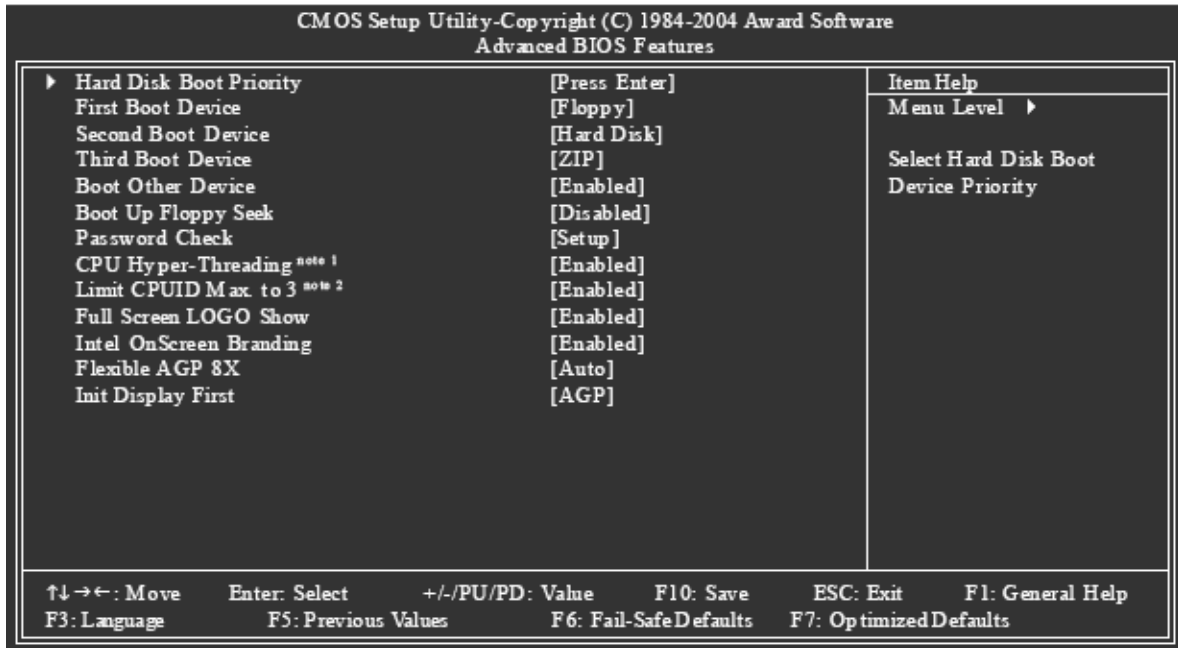 CMOS Setup Utility-Copyright (C) 1984-2004 Award Software
Advanced BIOS Features
Hard Disk Boot Priority [Press Enter]
First Boot Device [Floppy]
Second Boot Device [Hard Disk]
Third Boot Device [ZIP]
Boot Other Device [Enabled]
Boot Up Floppy Seek [Disabled]
Password Check [Setup]
CPU Hyper-Threading note 1 [Enabled]
Limit CPUID Max. to 3 note 2 [Enabled]
Full Screen LOGO Show [Enabled]
Intel OnScreen Branding [Enabled]
Flexible AGP 8X [Auto]
Init Display First [AGP]
Item Help
Menu Level
Select Hard Disk Boot
Device Priority
↑↓→←: Move Enter: Select +/-/PU/PD: Value F10: Save ESC: Exit F1: General Help
F3: Language F5: Previous Values F6: Fail-Safe Defaults F7: Optimized Defaults